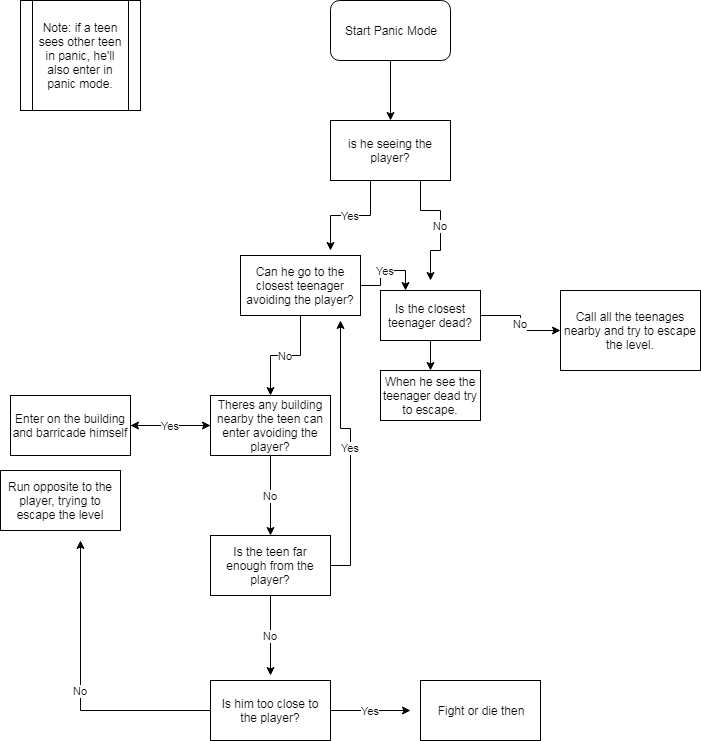 Note: if a teen
sees other teen
in panic, he'll
also enter in
panic mode.
Start Panic Mode
is he seeing the
player?
Yes
No
Can he go to the
closest teenager
avoiding the player?
Yes
Is the closest
teenager dead?
No
Call all the teenages
nearby and try to escape
the level.
When he see the
teenager dead try
to escape.
No
Theres any building
nearby the teen can
enter avoiding the
player?
Yes
Enter on the building
and barricade himself
Run opposite to the
player, trying to
escape the level
No
Yes
Is the teen far
enough from the
player?
No
No
Is him too close to
the player?
Yes
Fight or die then